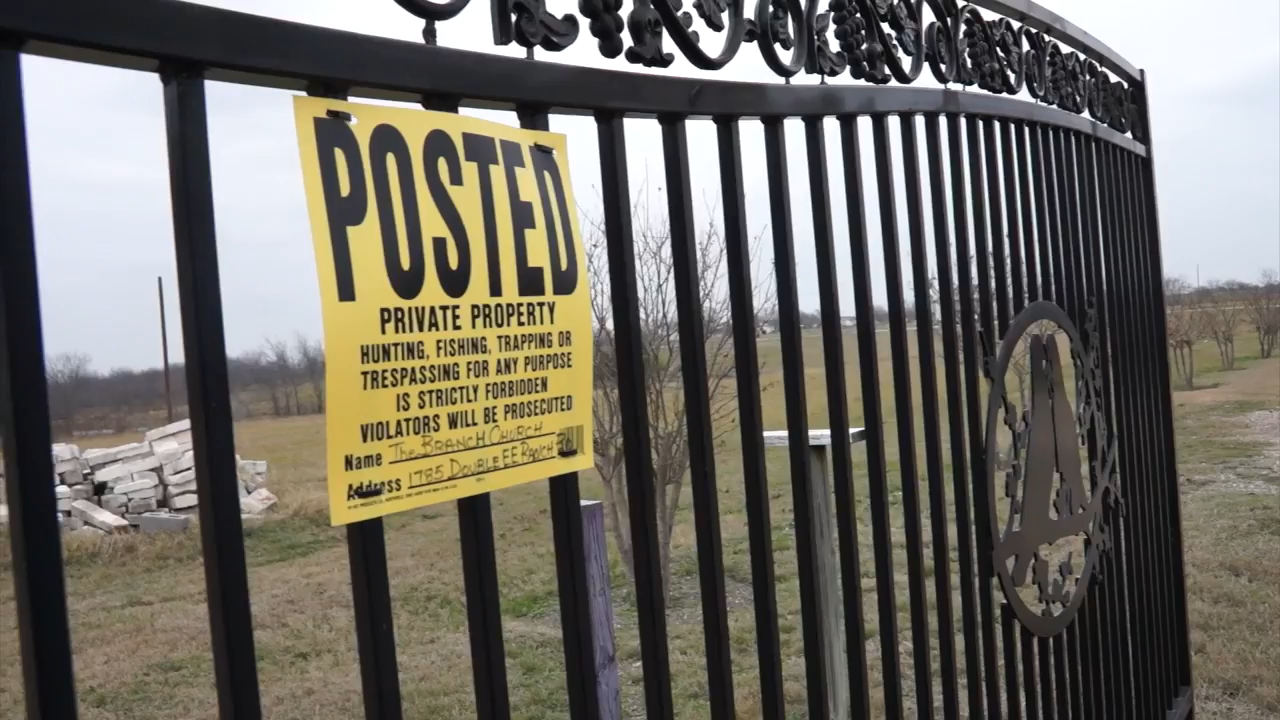 POSTED
PRIVATE PROPERTY
HUNTING, FISHING, TRAPPING OR
TRESPASSING FOR ANY PURPOSE
IS STRICTLY FORBIDDEN
VIOLATORS WILL BE PROSECUTED
Name The BRANCH CHURCH
Address 1785 DOUBLE EE RANCH